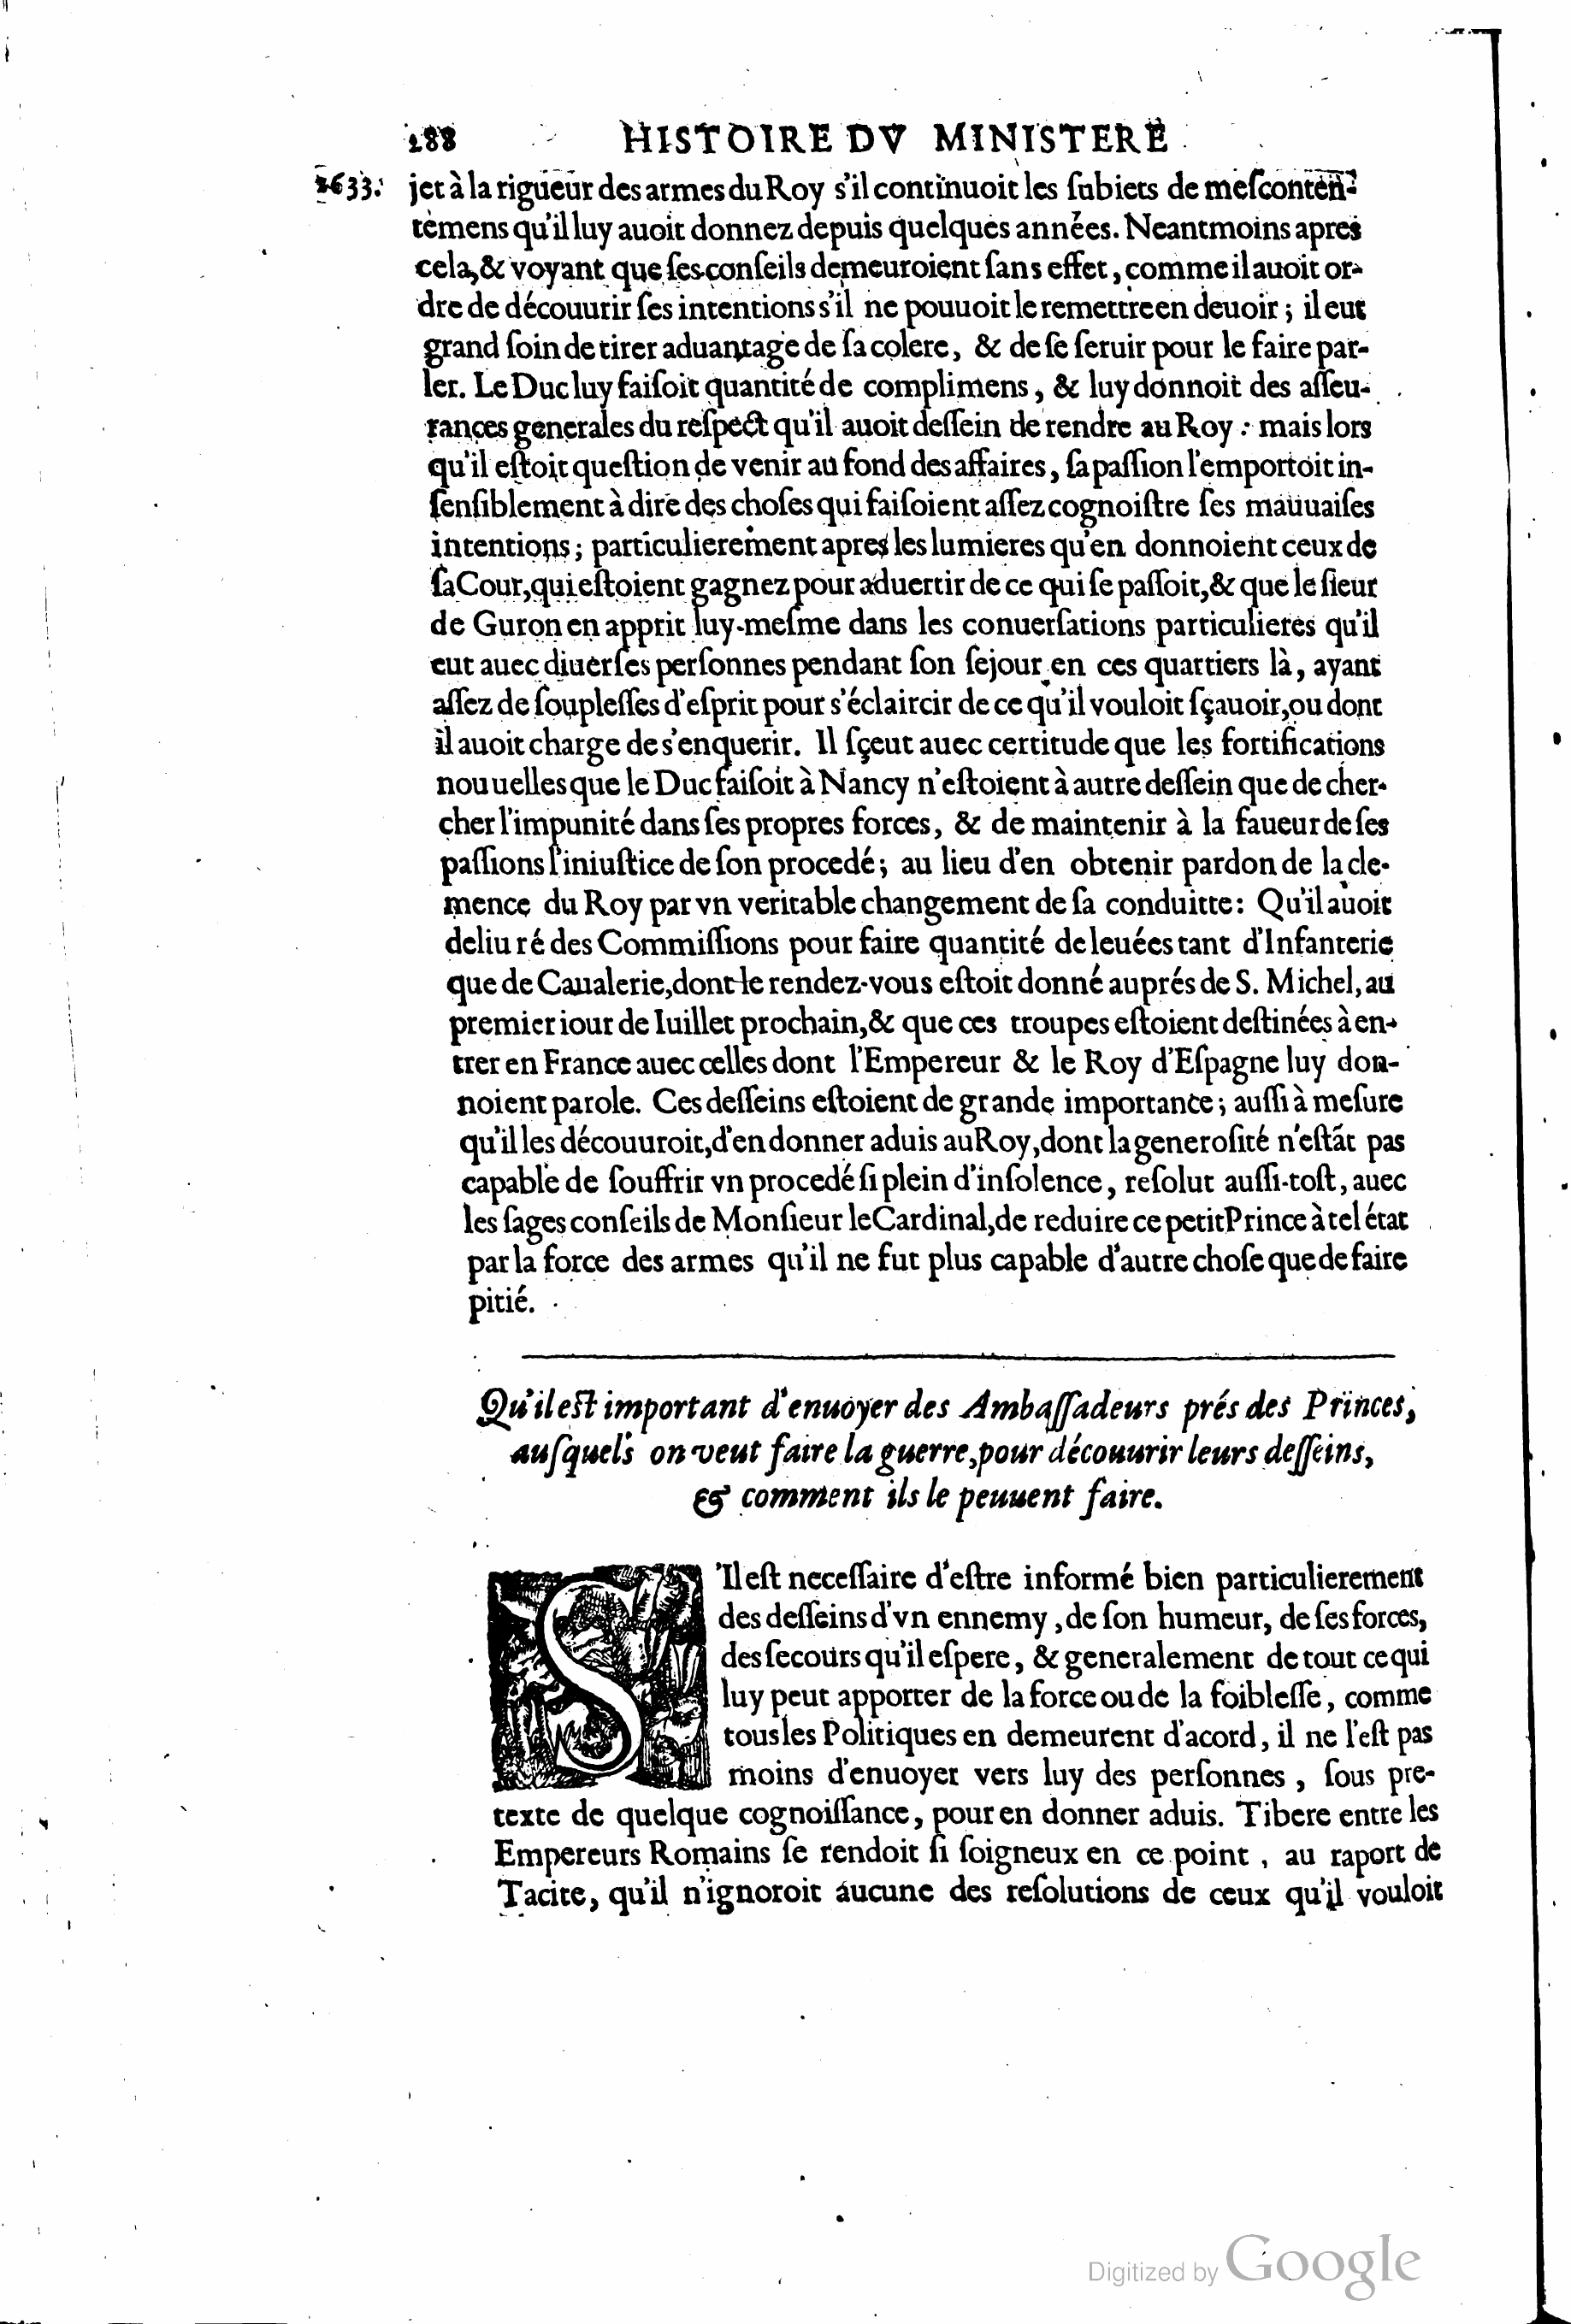 288 HISTOIRE DV MINISTERE
1633. jet à la rigueur des armes du Roy s'il continuoit les ſubiets de meſconten-
temens qu'il luy auoit donnez depuis quelques années. Neantmoins apres
cela, & voyant que ſes conſeils demeuroient ſans effet, comme il auoit or-
dre de découurir ſes intentions s'il ne pouuoit le remettre en deuoir ; il eut
grand ſoin de tirer aduantage de ſa colere, & de ſe ſeruir pour le faire par-
ler. Le Duc luy faiſoit quantité de complimens, & luy donnoit des aſſeu-
rances generales du reſpect qu'il auoit deſſein de rendre au Roy : mais lors
qu'il eſtoit queſtion de venir au fond des affaires, ſa paſſion l'emportoit in-
ſenſiblement à dire des choſes qui faiſoient aſſez cognoiſtre ſes mauuaiſes
intentions ; particulierement apres les lumieres qu'en donnoient ceux de
ſa Cour, qui eſtoient gagnez pour aduertir de ce qui ſe paſſoit, & que le ſieur
de Guron en apprit luy-meſme dans les conuerſations particulieres qu'il
eut auec diuerſes perſonnes pendant ſon ſejour en ces quartiers là, ayant
aſſez de ſoupleſſes d'eſprit pour s'éclaircir de ce qu'il vouloit ſçauoir, ou dont
il auoit charge de s'enquerir. Il ſçeut auec certitude que les fortifications
nouuelles que le Duc faiſoit à Nancy n'eſtoient à autre deſſein que de cher-
cher l'impunité dans ſes propres forces, & de maintenir à la faueur de ſes
paſſions l'iniuſtice de ſon procedé ; au lieu d'en obtenir pardon de la cle-
mence du Roy par vn veritable changement de ſa conduitte : Qu'il auoit
deliuré des Commiſſions pour faire quantité de leuées tant d'Infanterie
que de Caualerie, dont le rendez-vous eſtoit donné auprés de S. Michel, au
premier iour de Iuillet prochain, & que ces troupes eſtoient deſtinées à en-
trer en France auec celles dont l'Empereur & le Roy d'Eſpagne luy don-
noient parole. Ces deſſeins eſtoient de grande importance ; auſſi à meſure
qu'il les découuroit, d'en donner aduis au Roy, dont la generoſité n'eſtãt pas
capable de ſouffrir vn procedé ſi plein d'inſolence, reſolut auſſi-toſt, auec
les ſages conſeils de Monſieur le Cardinal, de reduire ce petit Prince à tel état
par la force des armes qu'il ne fut plus capable d'autre choſe que de faire
pitié.
Qu'il eſt important d'enuoyer des Ambaſſadeurs prés des Princes,
auſquels on veut faire la guerre, pour découurir leurs deſſeins,
& comment ils le peuuent faire.
S'Il eſt neceſſaire d'eſtre informé bien particulierement
des deſſeins d'vn ennemy, de ſon humeur, de ſes forces,
des ſecours qu'il eſpere, & generalement de tout ce qui
luy peut apporter de la force ou de la foibleſſe, comme
tous les Politiques en demeurent d'acord, il ne l'eſt pas
moins d'enuoyer vers luy des perſonnes, ſous pre-
texte de quelque cognoiſſance, pour en donner aduis. Tibere entre les
Empereurs Romains ſe rendoit ſi ſoigneux en ce point, au raport de
Tacite, qu'il n'ignoroit aucune des reſolutions de ceux qu'il vouloit
Digitized by Google